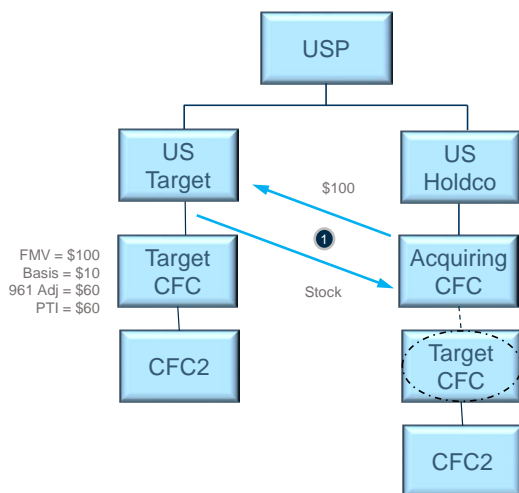 USP
US
Target
US
Holdco
$100
1
FMV = $100
Basis = $10
961 Adj = $60
PTI = $60
Target
CFC
Stock
Acquiring
CFC
CFC2
Target
CFC
CFC2